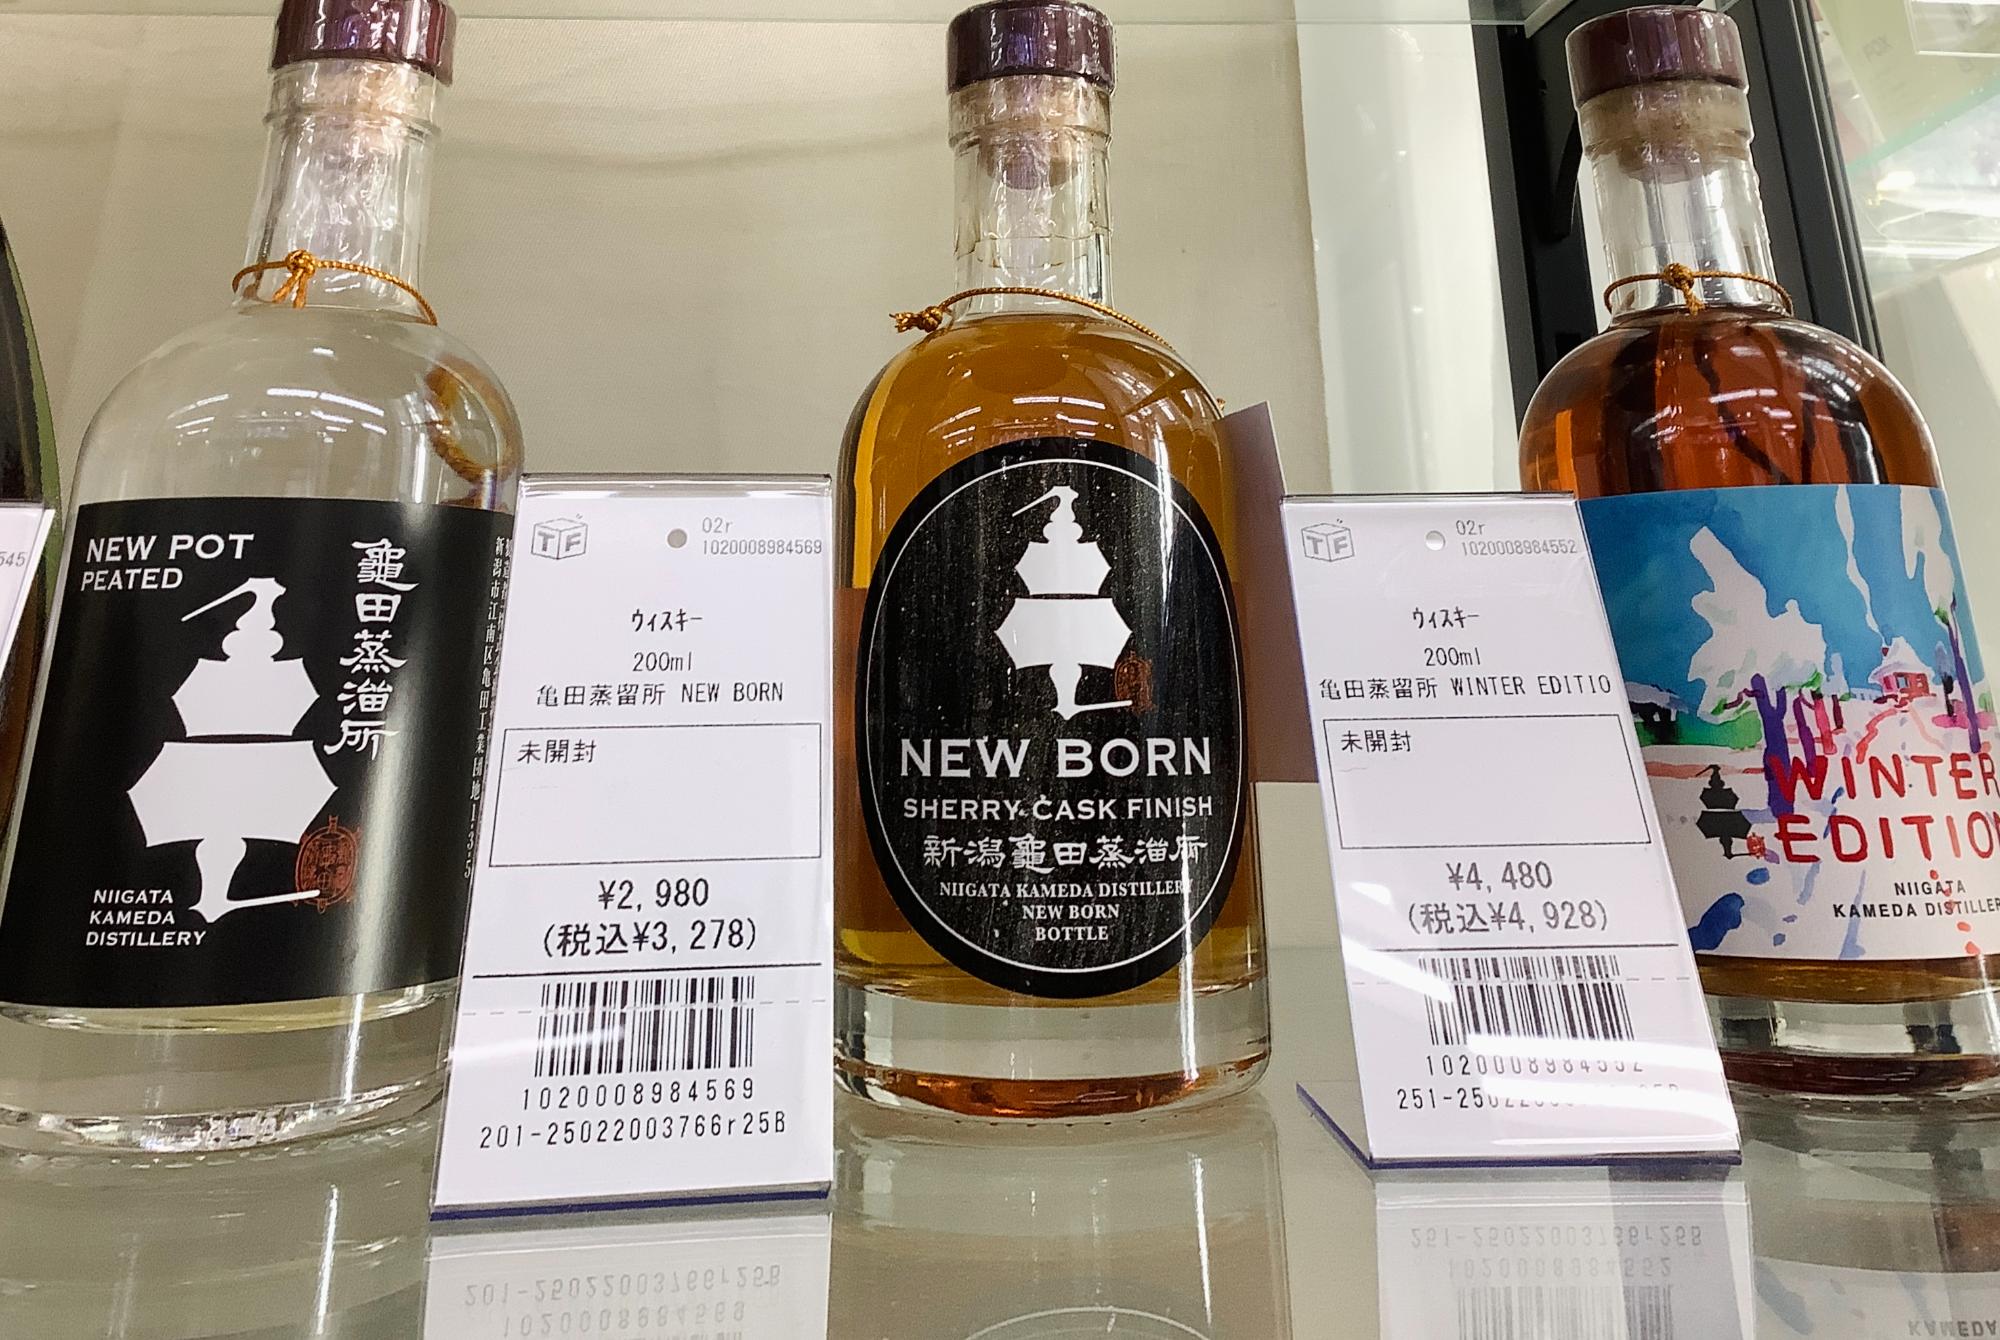 NEW POT
PEATED
龜田蒸溜所
NIIGATA
KAMEDA
DISTILLERY
545
TF
02r
1020008984569
ウィスキー
200ml
亀田蒸留所 NEW BORN
未開封
¥2,980
(税込¥3,278)
1020008984569
201-25022003766r25B
NEW BORN
SHERRY CASK FINISH
新潟龜田蒸溜所
NIIGATA KAMEDA DISTILLERY
NEW BORN
BOTTLE
TF
02r
1020008984552
ウィスキー
200ml
亀田蒸留所 WINTER EDITIO
未開封
¥4,480
(税込¥4,928)
1020008984552
WINTER
EDITION
NIIGATA
KAMEDA DISTILLER